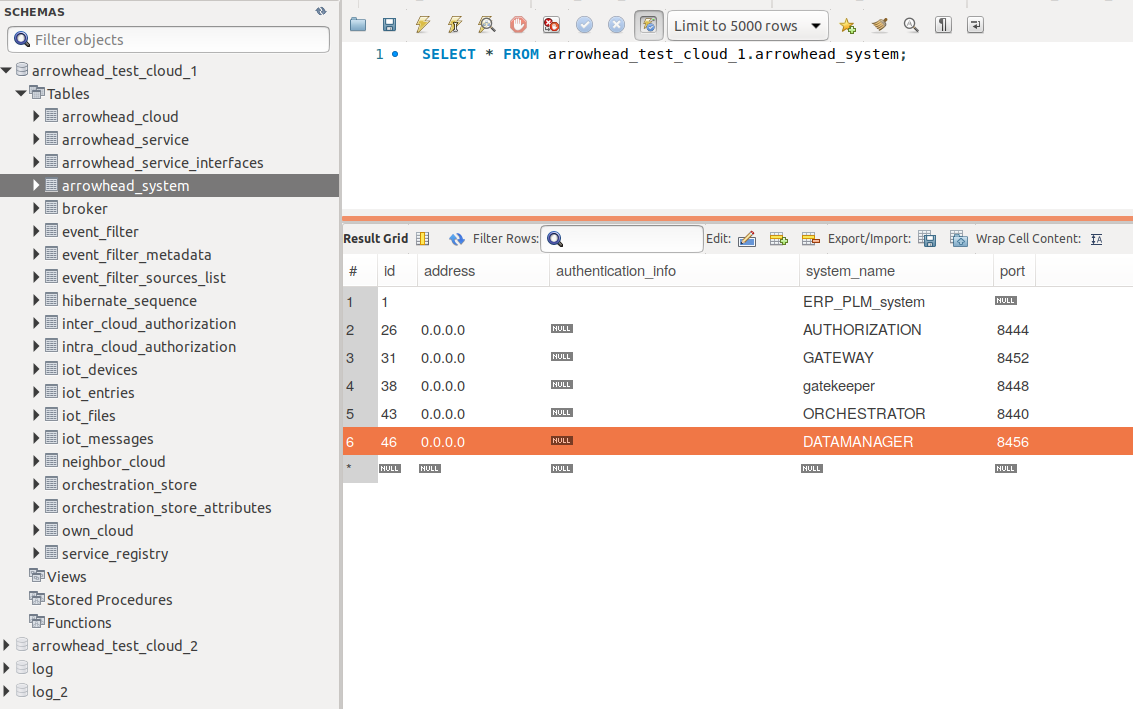 SCHEMAS
Filter objects
arrowhead_test_cloud_1
Tables
arrowhead_cloud
arrowhead_service
arrowhead_service_interfaces
arrowhead_system
broker
event_filter
event_filter_metadata
event_filter_sources_list
hibernate_sequence
inter_cloud_authorization
intra_cloud_authorization
iot_devices
iot_entries
iot_files
iot_messages
neighbor_cloud
orchestration_store
orchestration_store_attributes
own_cloud
service_registry
Views
Stored Procedures
Functions
arrowhead_test_cloud_2
log
log_2
Limit to 5000 rows
1 SELECT * FROM arrowhead_test_cloud_1.arrowhead_system;
Result Grid Filter Rows: Edit: Export/Import: Wrap Cell Content:
# id address authentication_info system_name port
1 1 ERP_PLM_system NULL
2 26 0.0.0.0 NULL AUTHORIZATION 8444
3 31 0.0.0.0 NULL GATEWAY 8452
4 38 0.0.0.0 NULL gatekeeper 8448
5 43 0.0.0.0 NULL ORCHESTRATOR 8440
6 46 0.0.0.0 NULL DATAMANAGER 8456
* NULL NULL NULL NULL NULL